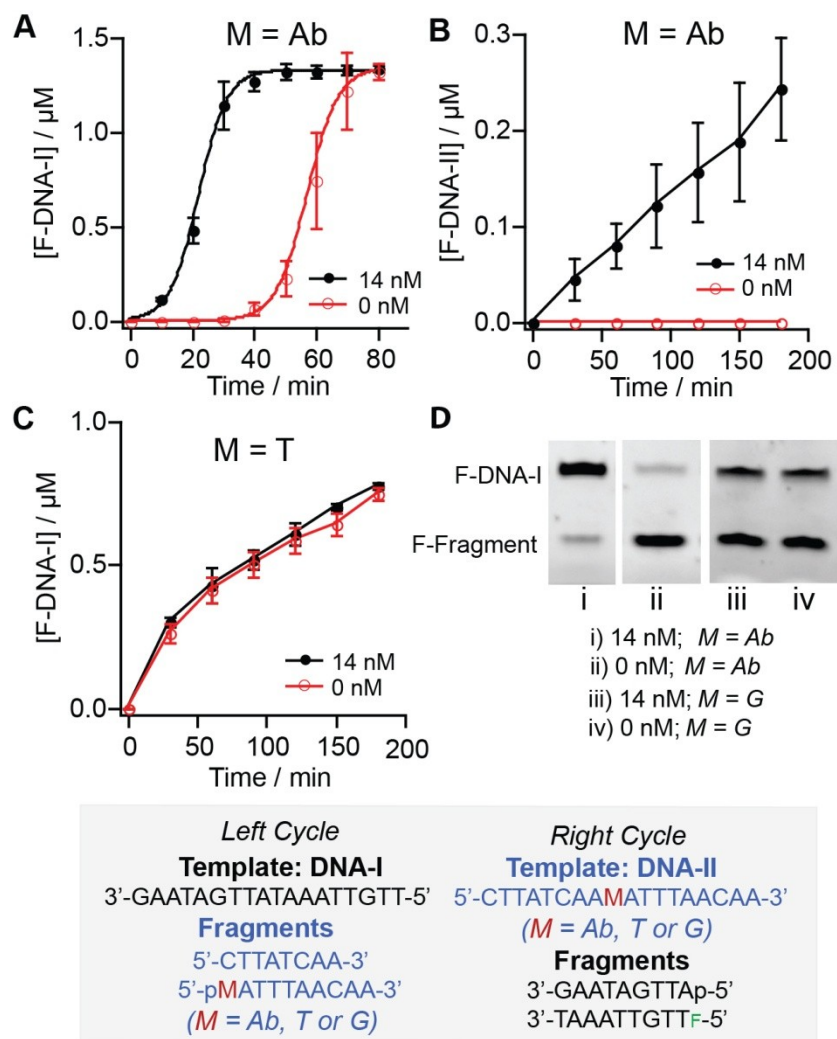 A
M = Ab
[F-DNA-I] / µM
1.5
1.0
0.5
0.0
0 20 40 60 80
Time / min
14 nM
0 nM
B
M = Ab
[F-DNA-II] / µM
0.3
0.2
0.1
0.0
0 50 100 150 200
Time / min
14 nM
0 nM
C
M = T
[F-DNA-I] / µM
1.0
0.5
0.0
0 50 100 150 200
Time / min
14 nM
0 nM
D
F-DNA-I
F-Fragment
i ii iii iv
i) 14 nM; M = Ab
ii) 0 nM; M = Ab
iii) 14 nM; M = G
iv) 0 nM; M = G
Left Cycle
Template: DNA-I
3’-GAATAGTTATAAATTGTT-5’
Fragments
5’-CTTATCAA-3’
5’-pMATTTAACAA-3’
(M = Ab, T or G)
Right Cycle
Template: DNA-II
5’-CTTATCAAMATTTAACAA-3’
(M = Ab, T or G)
Fragments
3’-GAATAGTTAp-5’
3’-TAAATTGTTF-5’